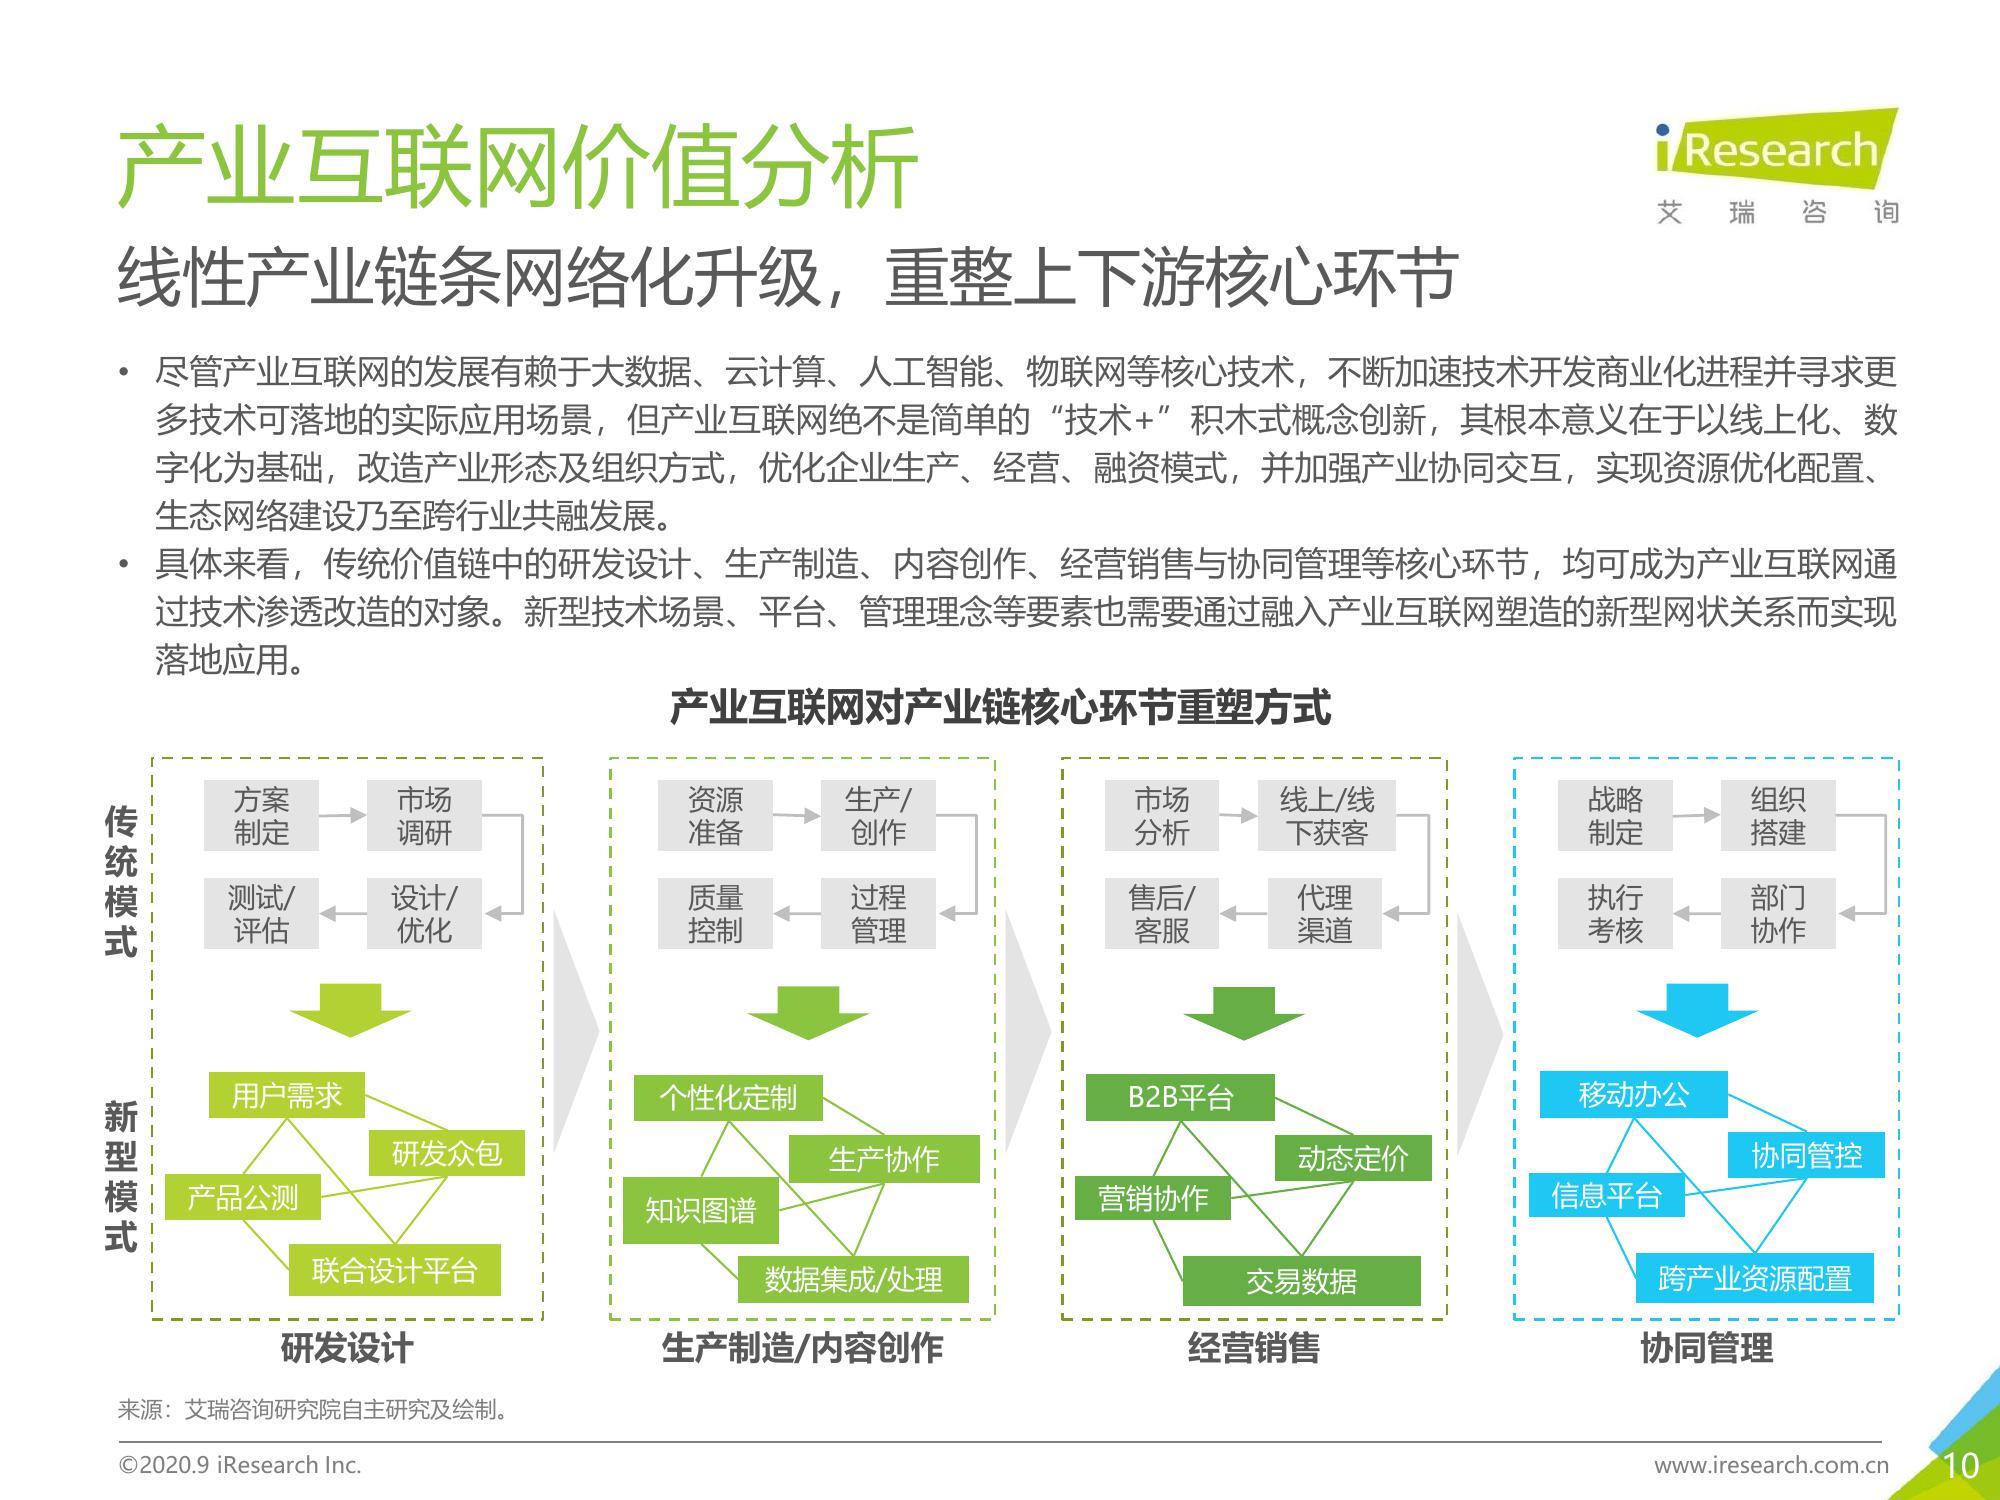 产业互联网价值分析
iResearch
艾瑞咨询
线性产业链条网络化升级，重整上下游核心环节
• 尽管产业互联网的发展有赖于大数据、云计算、人工智能、物联网等核心技术，不断加速技术开发商业化进程并寻求更
多技术可落地的实际应用场景，但产业互联网绝不是简单的“技术+”积木式概念创新，其根本意义在于以线上化、数
字化为基础，改造产业形态及组织方式，优化企业生产、经营、融资模式，并加强产业协同交互，实现资源优化配置、
生态网络建设乃至跨行业共融发展。
• 具体来看，传统价值链中的研发设计、生产制造、内容创作、经营销售与协同管理等核心环节，均可成为产业互联网通
过技术渗透改造的对象。新型技术场景、平台、管理理念等要素也需要通过融入产业互联网塑造的新型网状关系而实现
落地应用。
产业互联网对产业链核心环节重塑方式
传统模式
方案
制定
市场
调研
测试/
评估
设计/
优化
资源
准备
生产/
创作
质量
控制
过程
管理
市场
分析
线上/线
下获客
售后/
客服
代理
渠道
战略
制定
组织
搭建
执行
考核
部门
协作
新型模式
用户需求
研发众包
产品公测
联合设计平台
个性化定制
生产协作
知识图谱
数据集成/处理
B2B平台
动态定价
营销协作
交易数据
移动办公
协同管控
信息平台
跨产业资源配置
研发设计
生产制造/内容创作
经营销售
协同管理
来源：艾瑞咨询研究院自主研究及绘制。
©2020.9 iResearch Inc.
www.iresearch.com.cn
10